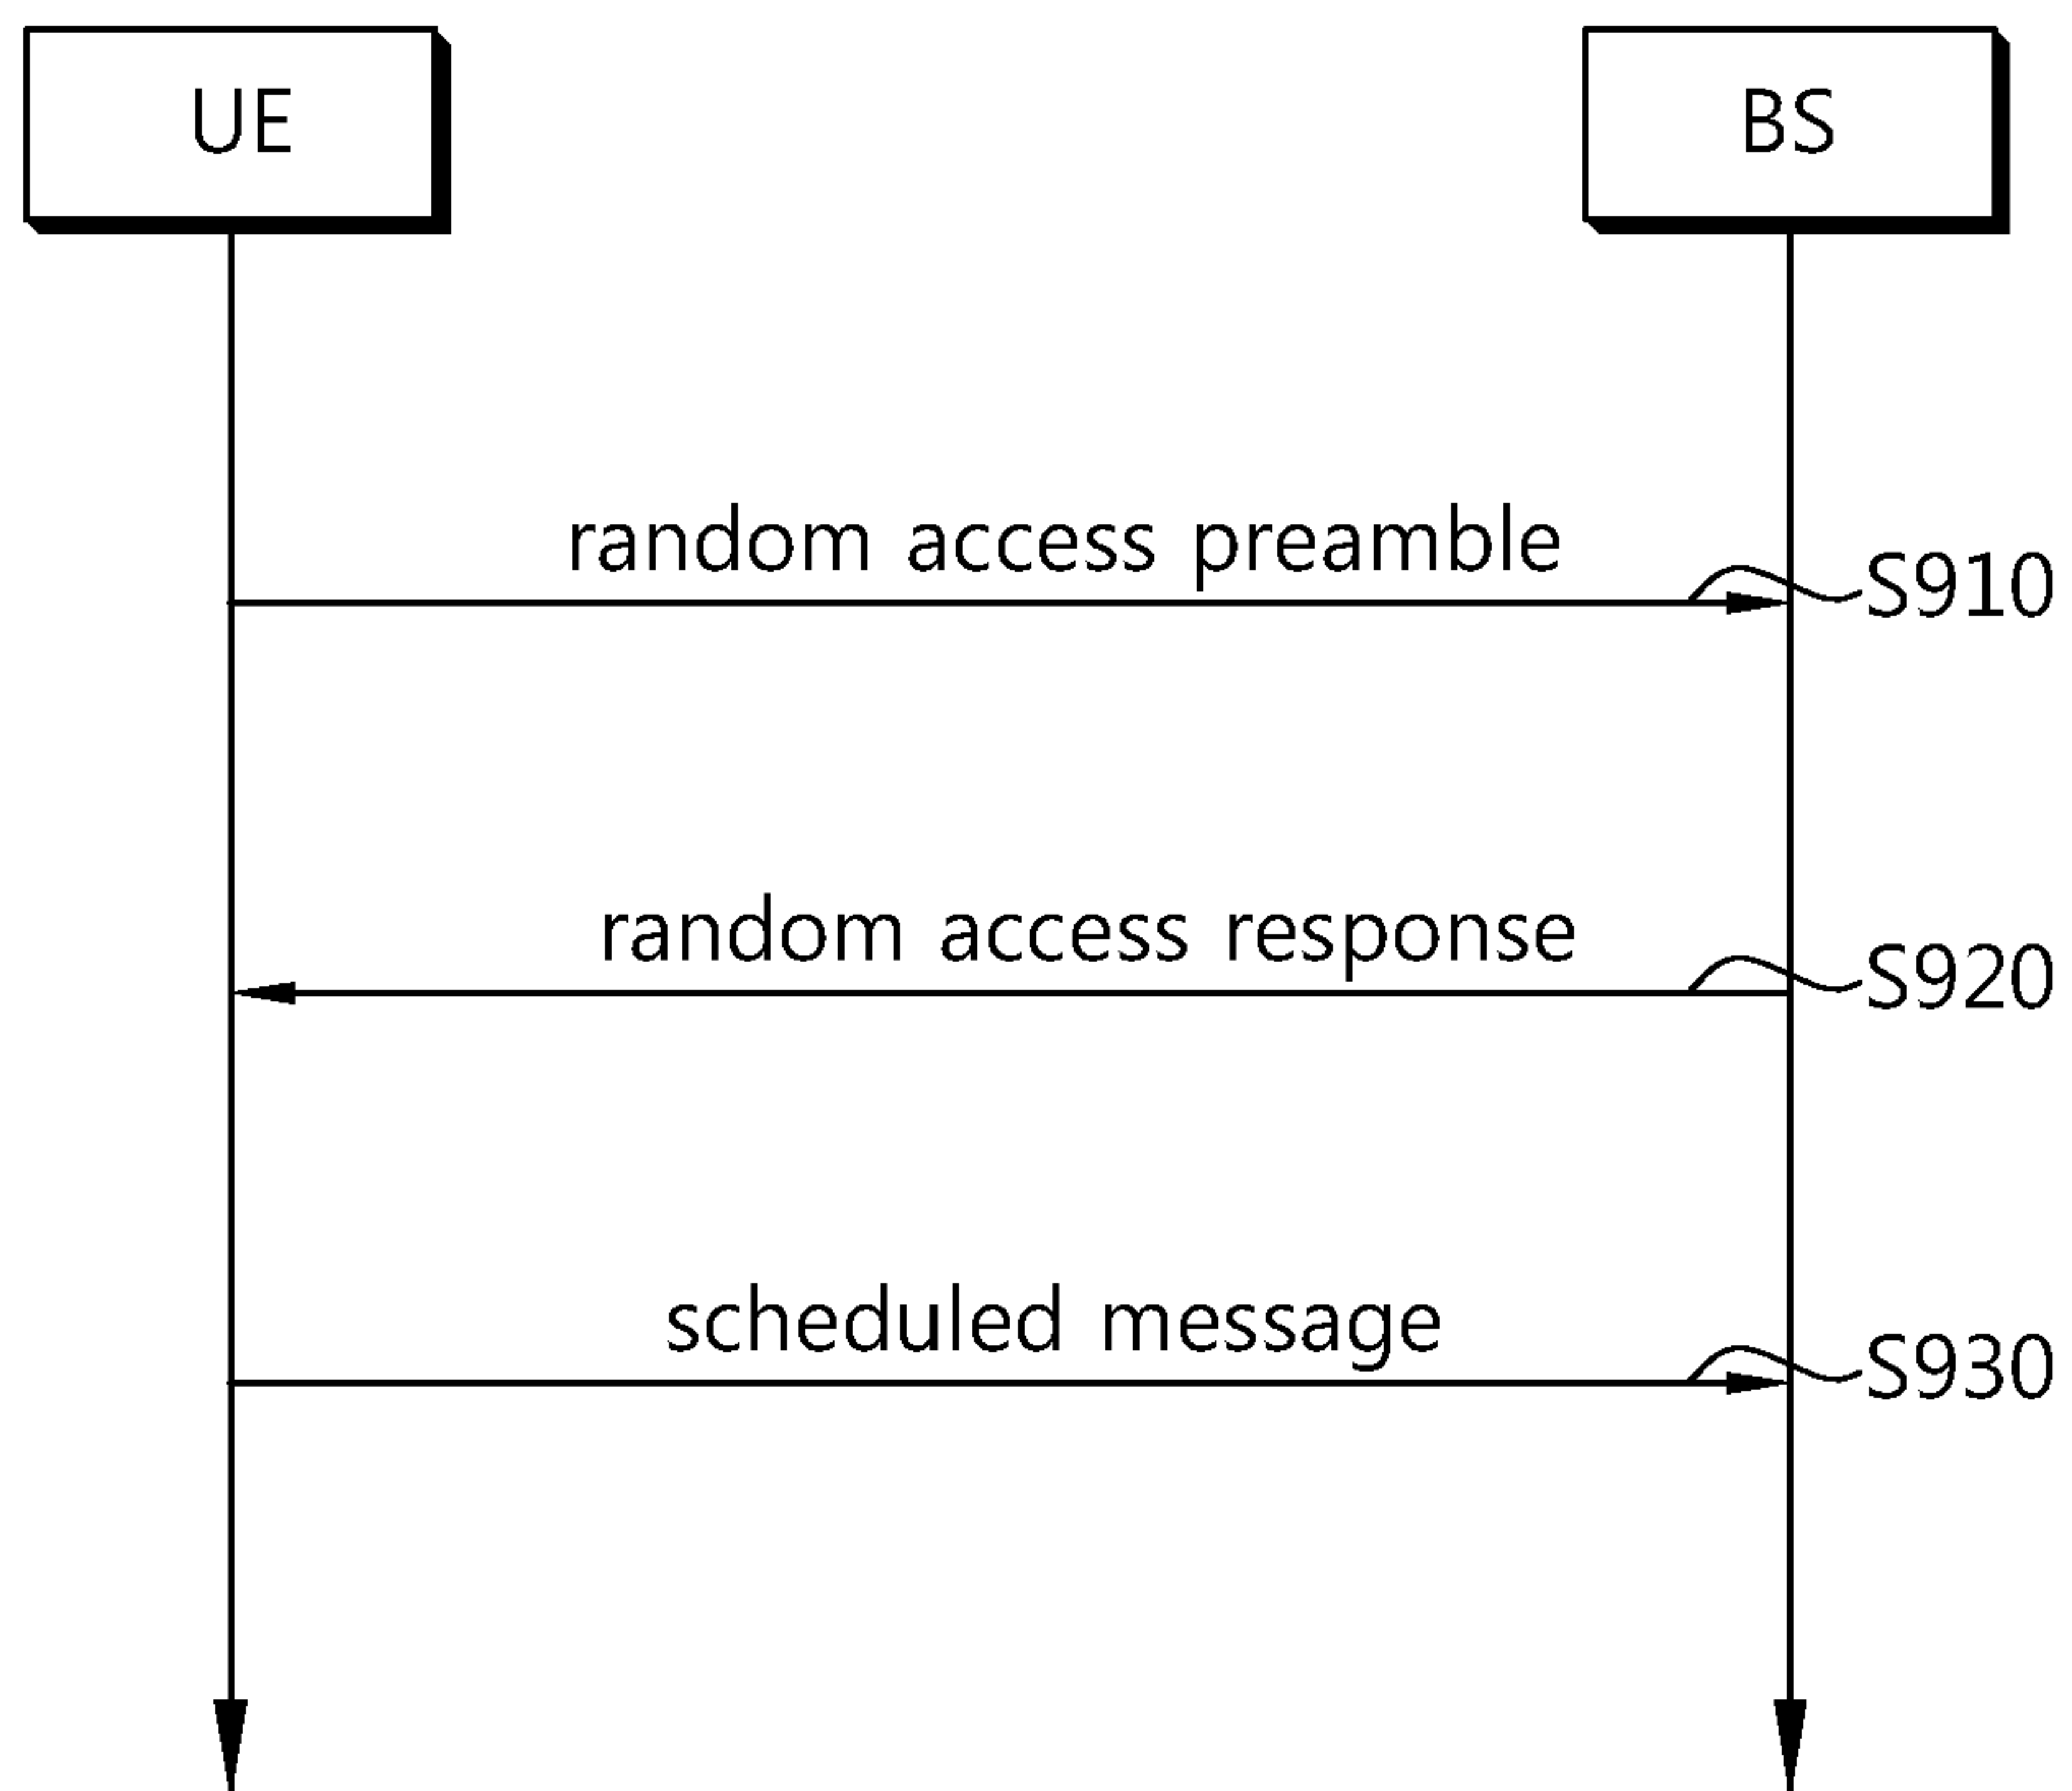 UE
BS
random access preamble
S910
random access response
S920
scheduled message
S930